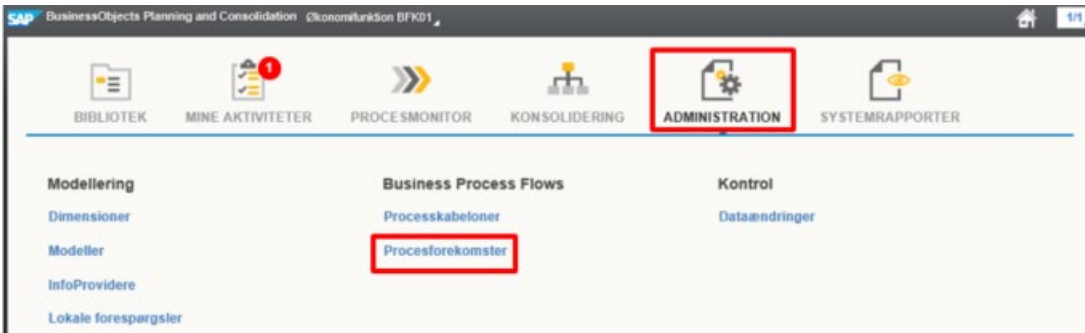 SAP BusinessObjects Planning and Consolidation Økonomifunktion BFK01 1/1
1
BIBLIOTEK MINE AKTIVITETER PROCESMONITOR KONSOLIDERING ADMINISTRATION SYSTEMRAPPORTER
Modellering Business Process Flows Kontrol
Dimensioner Processkabeloner Dataændringer
Modeller Procesforekomster
InfoProvidere
Lokale forespørgsler